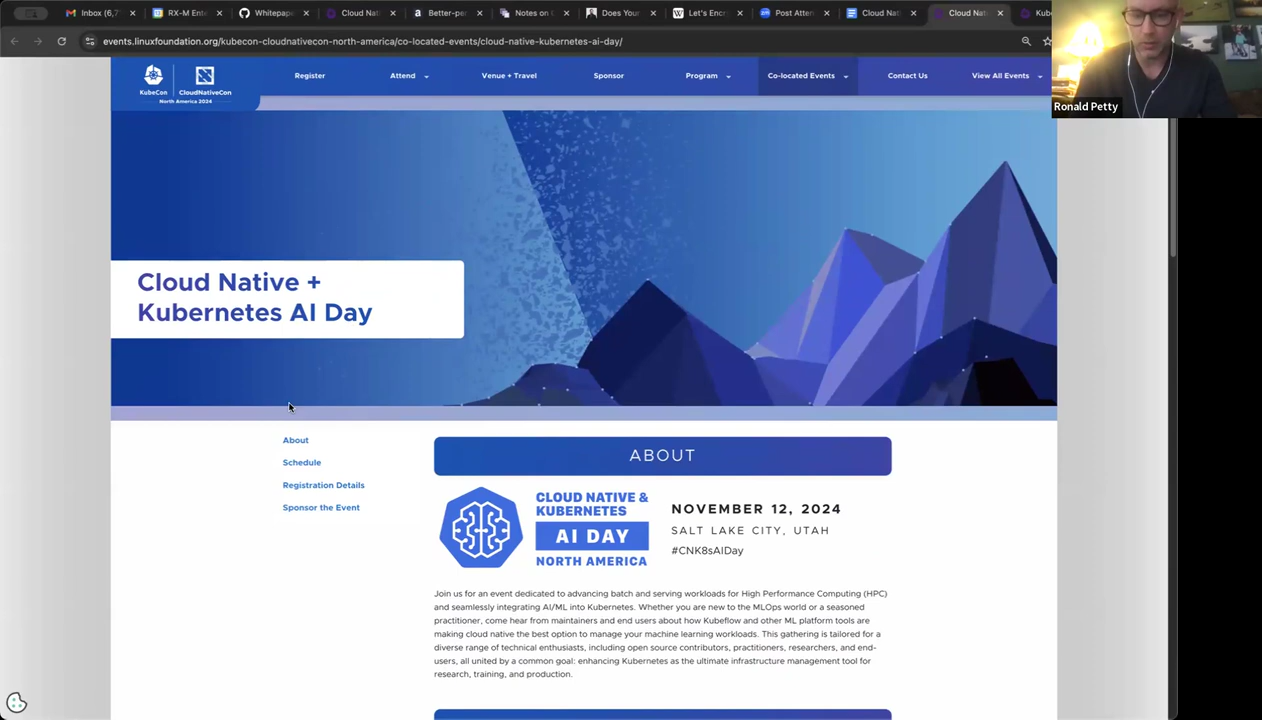 Inbox (6,7
RX-M Ente
Whitepape
Cloud Nati
Better-per
Notes on
Does Your
Let's Encr
Post Atten
Cloud Nati
Cloud Nati
Kube
events.linuxfoundation.org/kubecon-cloudnativecon-north-america/co-located-events/cloud-native-kubernetes-ai-day/
Ronald Petty
KubeCon CloudNativeCon
North America 2024
Register
Attend
Venue + Travel
Sponsor
Program
Co-located Events
Contact Us
View All Events
Cloud Native +
Kubernetes AI Day
About
Schedule
Registration Details
Sponsor the Event
ABOUT
CLOUD NATIVE &
KUBERNETES
AI DAY
NORTH AMERICA
NOVEMBER 12, 2024
SALT LAKE CITY, UTAH
#CNK8sAIDay
Join us for an event dedicated to advancing batch and serving workloads for High Performance Computing (HPC)
and seamlessly integrating AI/ML into Kubernetes. Whether you are new to the MLOps world or a seasoned
practitioner, come hear from maintainers and end users about how Kubeflow and other ML platform tools are
making cloud native the best option to manage your machine learning workloads. This gathering is tailored for a
diverse range of technical enthusiasts, including open source contributors, practitioners, researchers, and end-
users, all united by a common goal: enhancing Kubernetes as the ultimate infrastructure management tool for
research, training, and production.